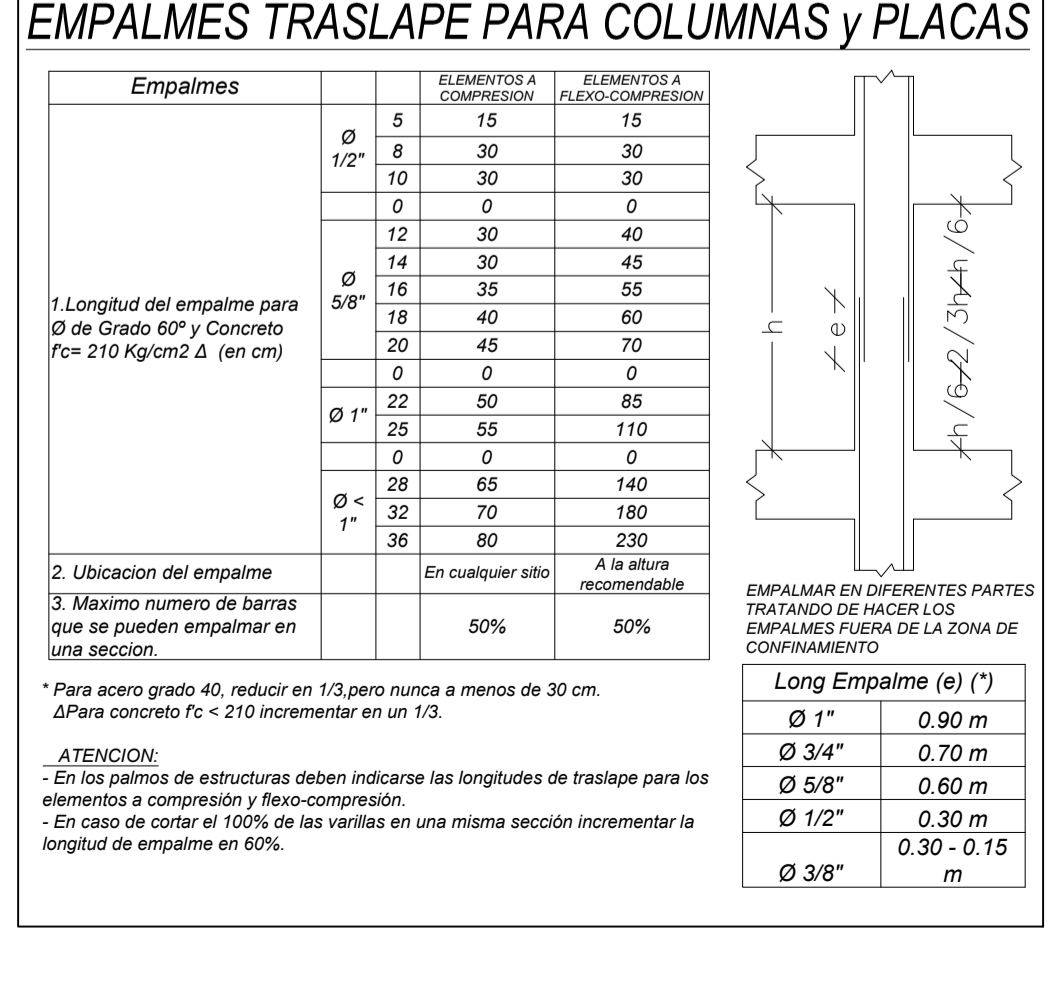 EMPALMES TRASLAPE PARA COLUMNAS y PLACAS
Empalmes
ELEMENTOS A
COMPRESION
ELEMENTOS A
FLEXO-COMPRESION
1.Longitud del empalme para
Ø de Grado 60º y Concreto
f'c= 210 Kg/cm2 Δ (en cm)
Ø
1/2"
5 15 15
8 30 30
10 30 30
0 0 0
Ø
5/8"
12 30 40
14 30 45
16 35 55
18 40 60
20 45 70
0 0 0
Ø 1"
22 50 85
25 55 110
0 0 0
Ø <
1"
28 65 140
32 70 180
36 80 230
2. Ubicacion del empalme
En cualquier sitio
A la altura
recomendable
3. Maximo numero de barras
que se pueden empalmar en
una seccion.
50% 50%
* Para acero grado 40, reducir en 1/3,pero nunca a menos de 30 cm.
ΔPara concreto f'c < 210 incrementar en un 1/3.
ATENCION:
- En los palmos de estructuras deben indicarse las longitudes de traslape para los
elementos a compresión y flexo-compresión.
- En caso de cortar el 100% de las varillas en una misma sección incrementar la
longitud de empalme en 60%.
h
e
h/6
2/3h
h/6
EMPALMAR EN DIFERENTES PARTES
TRATANDO DE HACER LOS
EMPALMES FUERA DE LA ZONA DE
CONFINAMIENTO
Long Empalme (e) (*)
Ø 1" 0.90 m
Ø 3/4" 0.70 m
Ø 5/8" 0.60 m
Ø 1/2" 0.30 m
Ø 3/8" 0.30 - 0.15
m